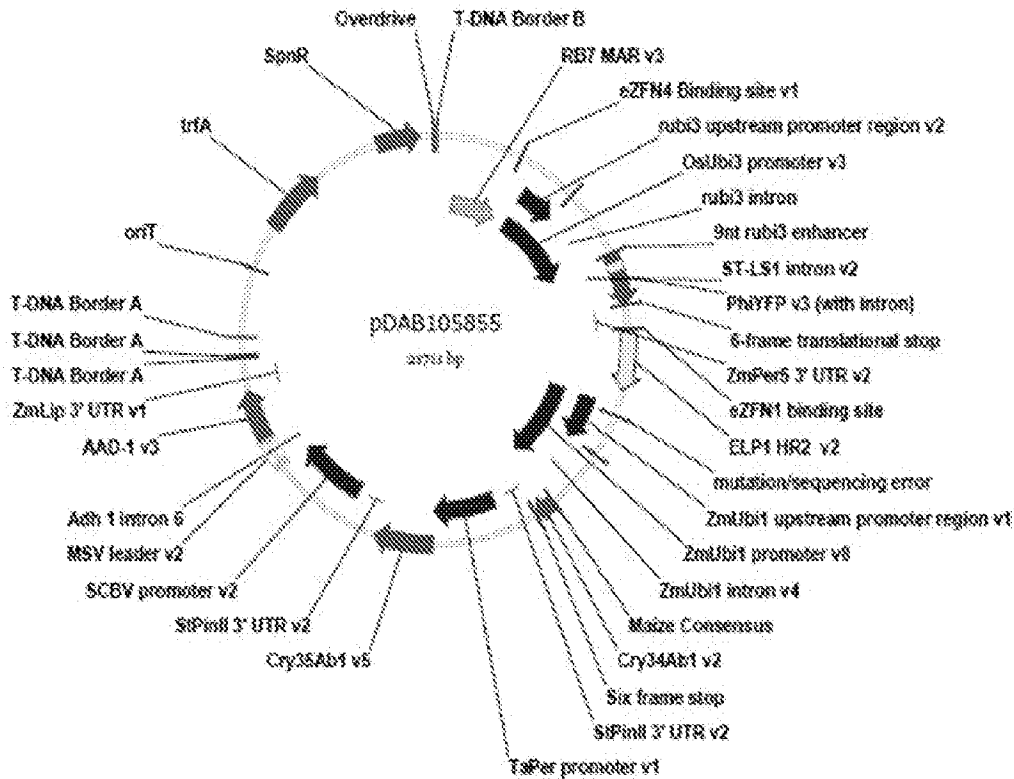 Overdrive
T-DNA Border B
SpnR
RB7 MAR v3
eZFN4 Binding site v1
trfA
rubi3 upstream promoter region v2
OsUbi3 promoter v3
rubi3 intron
oriT
9nt rubi3 enhancer
ST-LS1 intron v2
T-DNA Border A
PhiYFP v3 (with intron)
pDAB105855
T-DNA Border A
6-frame translational stop
T-DNA Border A
ZmPer5 3' UTR v2
ZmLip 3' UTR v1
eZFN1 binding site
AAD-1 v3
ELP1 HR2 v2
mutation/sequencing error
Adh 1 intron 6
ZmUbi1 upstream promoter region v1
MSV leader v2
ZmUbi1 promoter v8
SCBV promoter v2
ZmUbi1 intron v4
StPinII 3' UTR v2
Maize Consensus
Cry35Ab1 v6
Cry34Ab1 v2
Six frame stop
StPinII 3' UTR v2
TaPer promoter v1